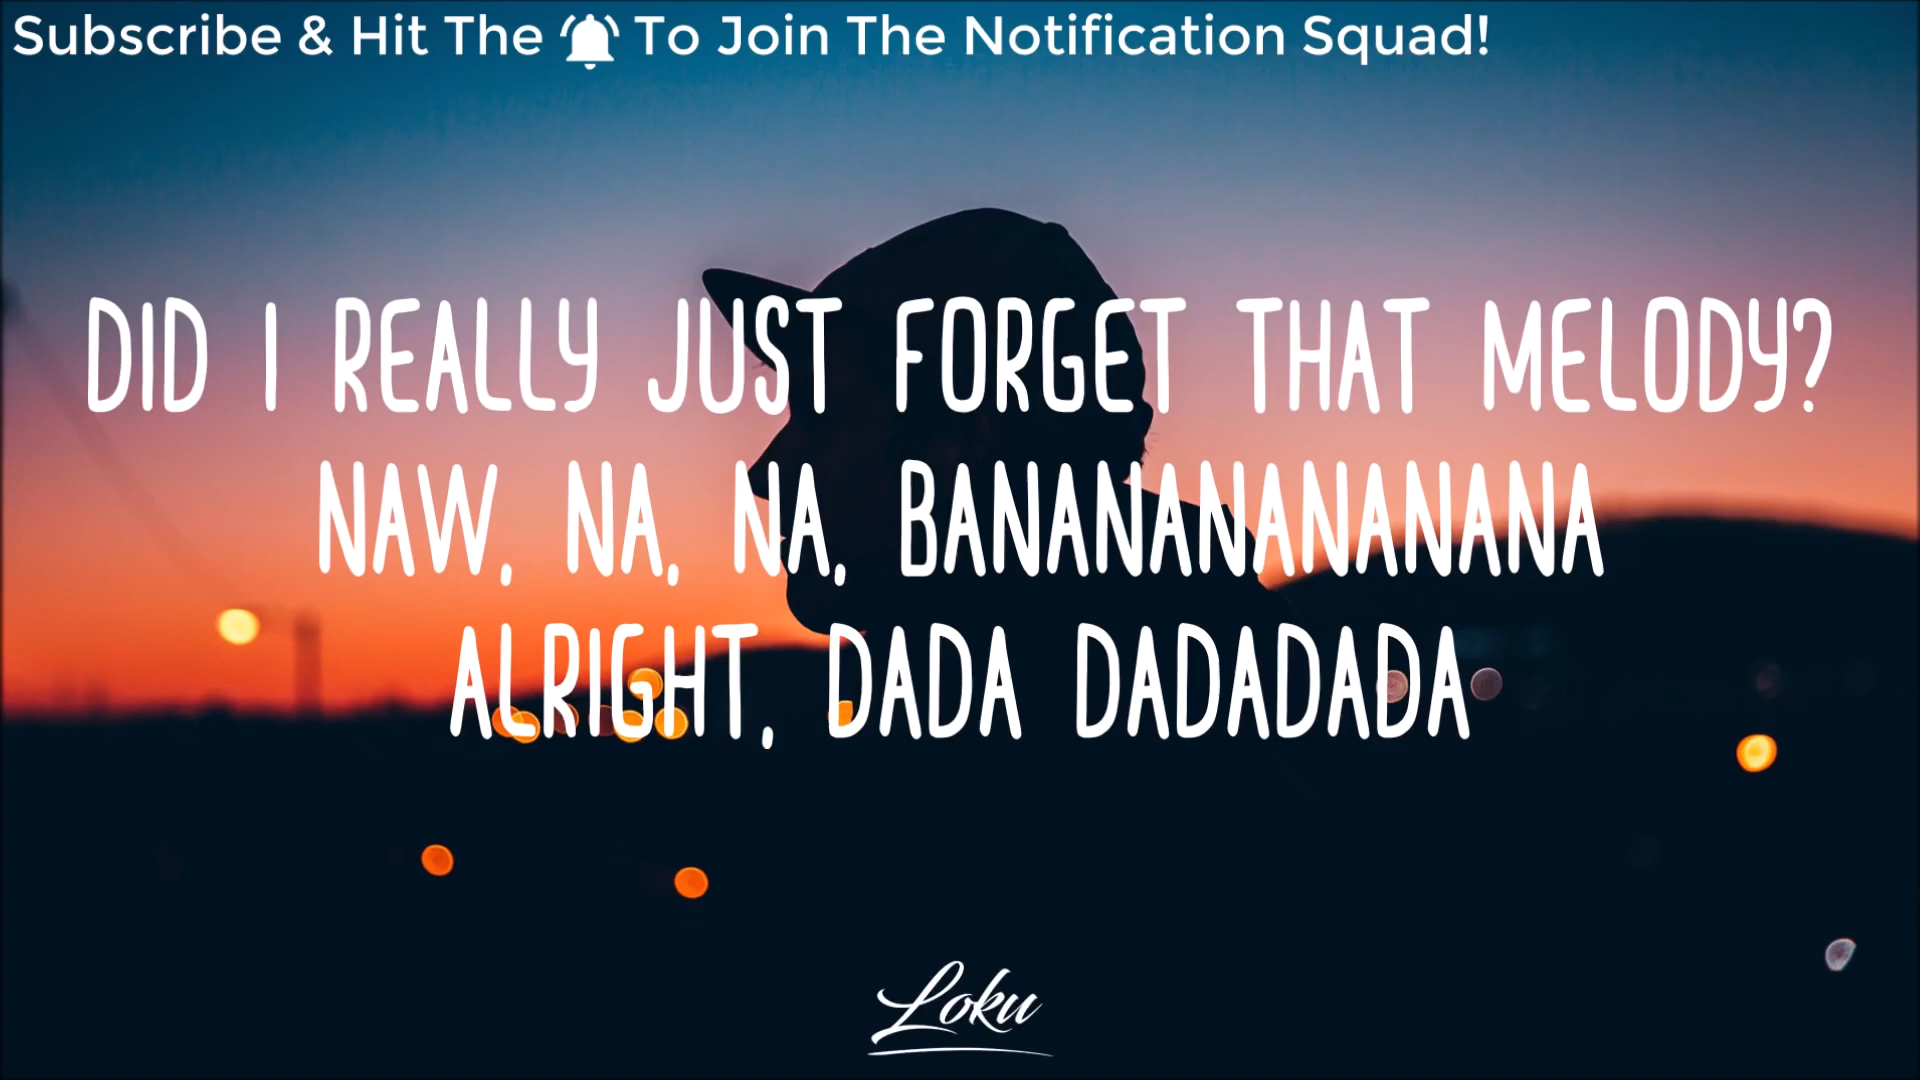 Subscribe & Hit The 🔔 To Join The Notification Squad!
DID I REALLY JUST FORGET THAT MELODY?
NAW, NA, NA, BANANANANANANA
ALRIGHT, DADA DADADADA
Loku